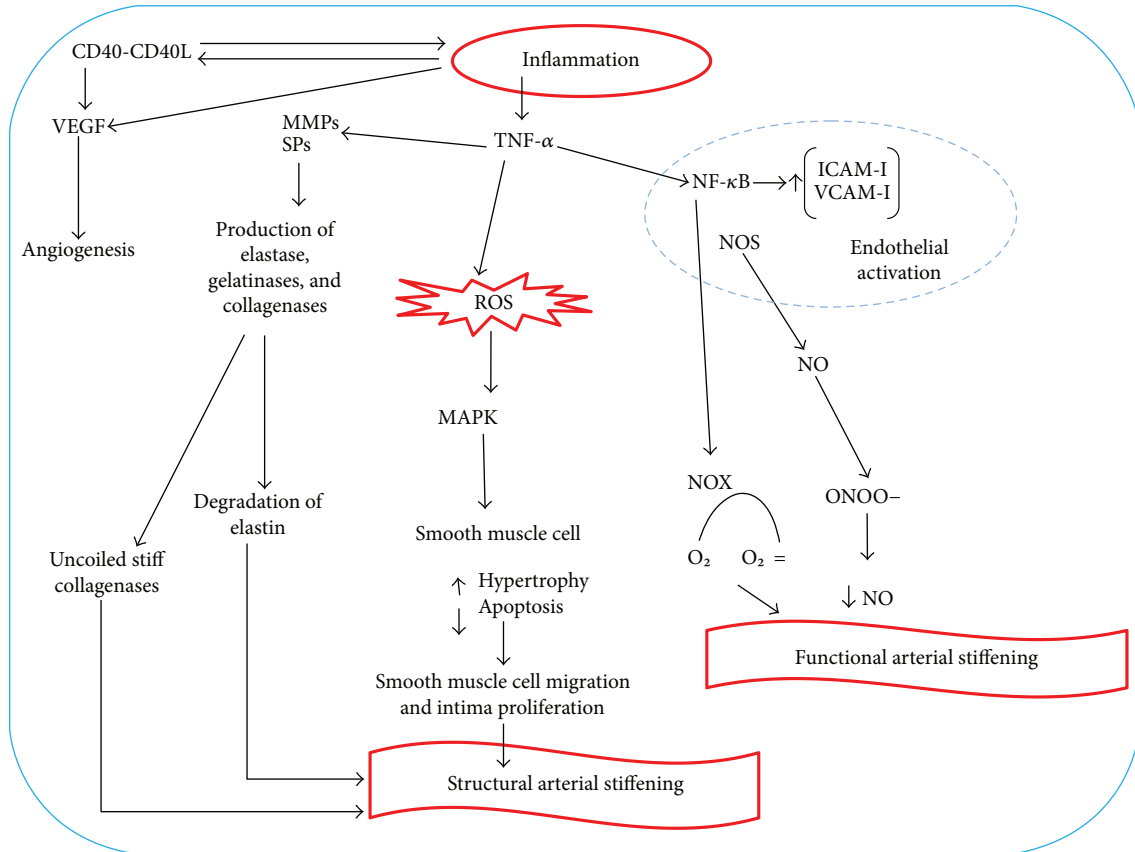 CD40-CD40L
Inflammation
VEGF
MMPs
SPs
TNF-α
NF-κB
↑
ICAM-I
VCAM-I
NOS
Endothelial
activation
Angiogenesis
Production of
elastase,
gelatinases, and
collagenases
ROS
NO
MAPK
NOX
ONOO−
Degradation of
elastin
Smooth muscle cell
Uncoiled stiff
collagenases
O₂
O₂ =
↑ Hypertrophy
↓ Apoptosis
↓ NO
Functional arterial stiffening
Smooth muscle cell migration
and intima proliferation
Structural arterial stiffening